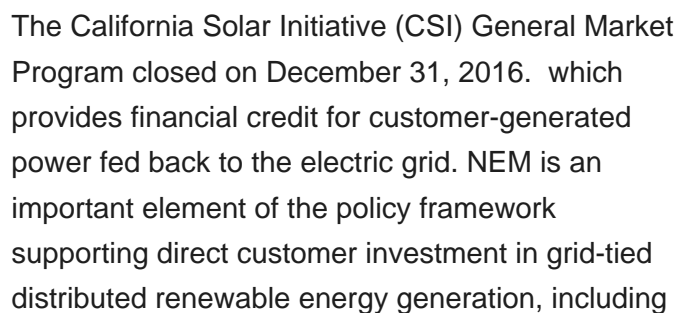 The California Solar Initiative (CSI) General Market
Program closed on December 31, 2016.  which
provides financial credit for customer-generated
power fed back to the electric grid. NEM is an
important element of the policy framework
supporting direct customer investment in grid-tied
distributed renewable energy generation, including